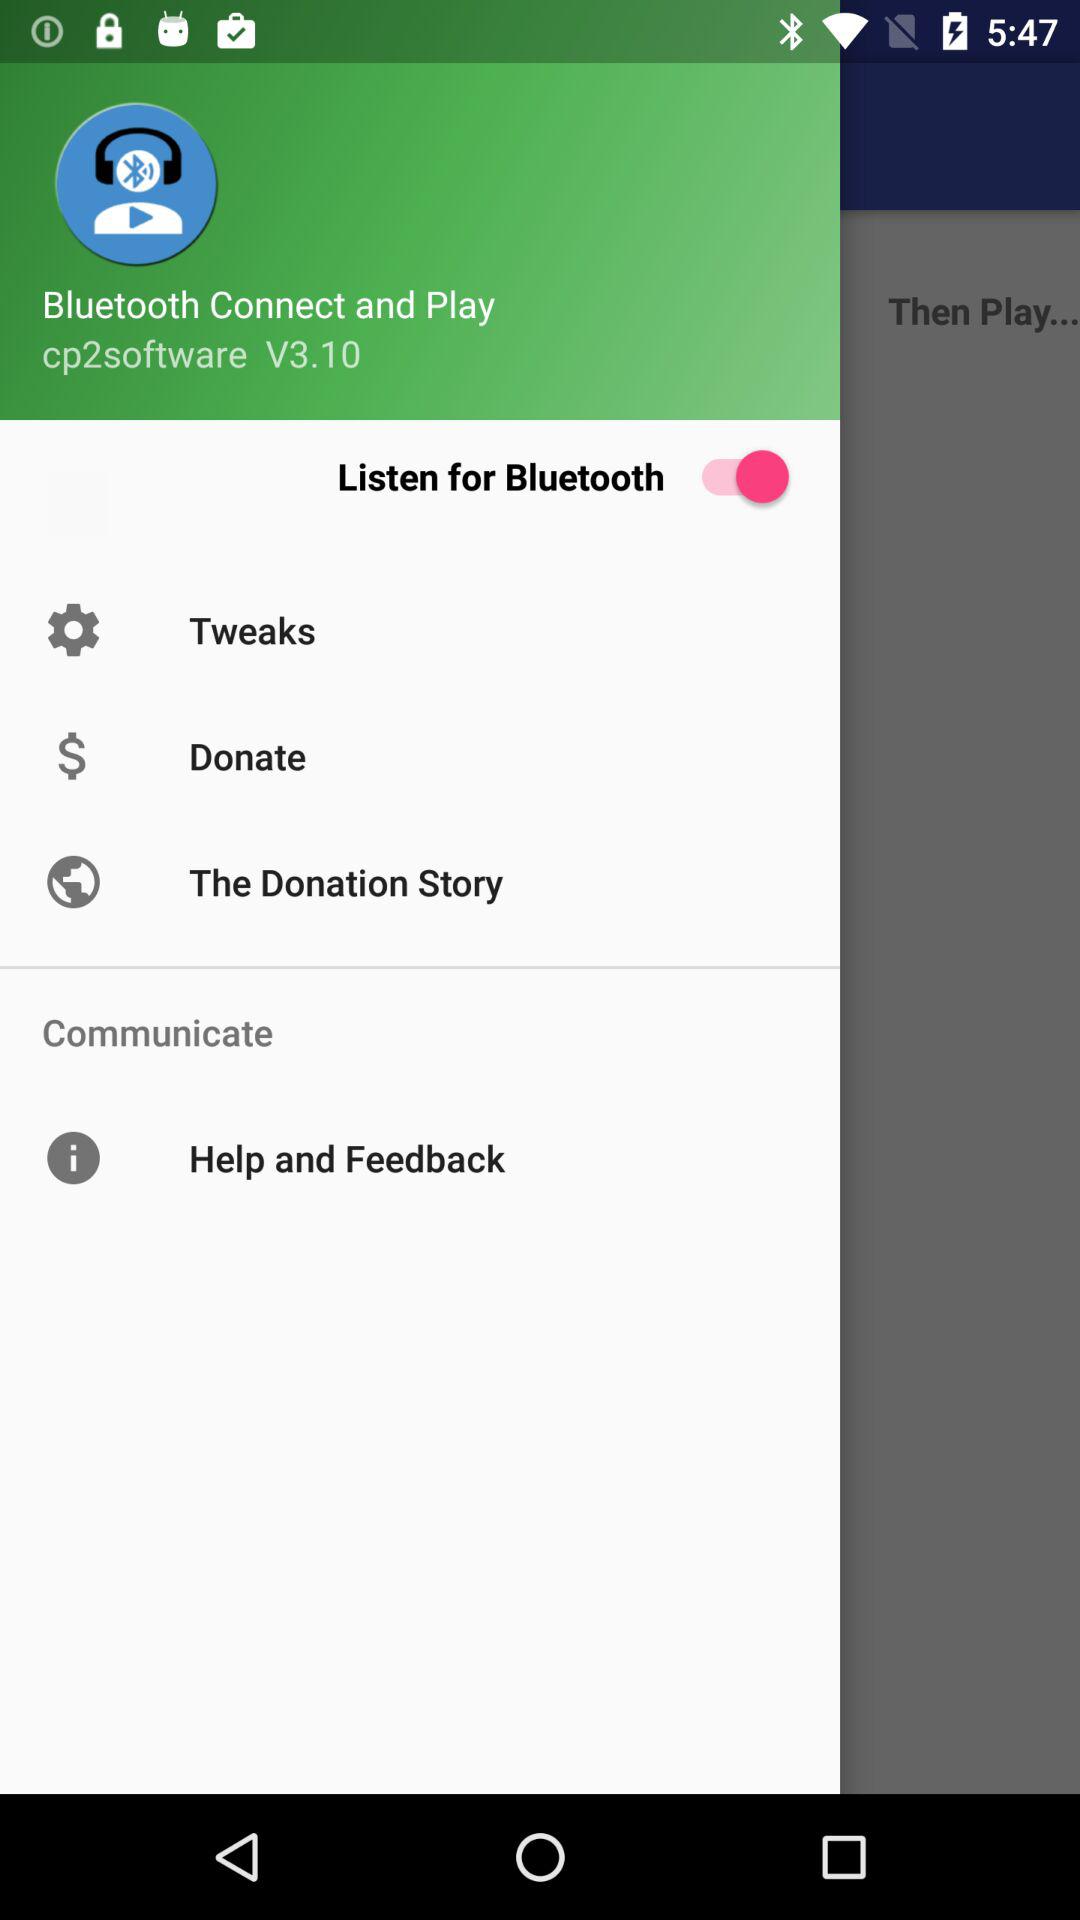 5:47
Bluetooth Connect and Play
cp2software V3.10
Then Play...
Listen for Bluetooth
Tweaks
Donate
The Donation Story
Communicate
Help and Feedback